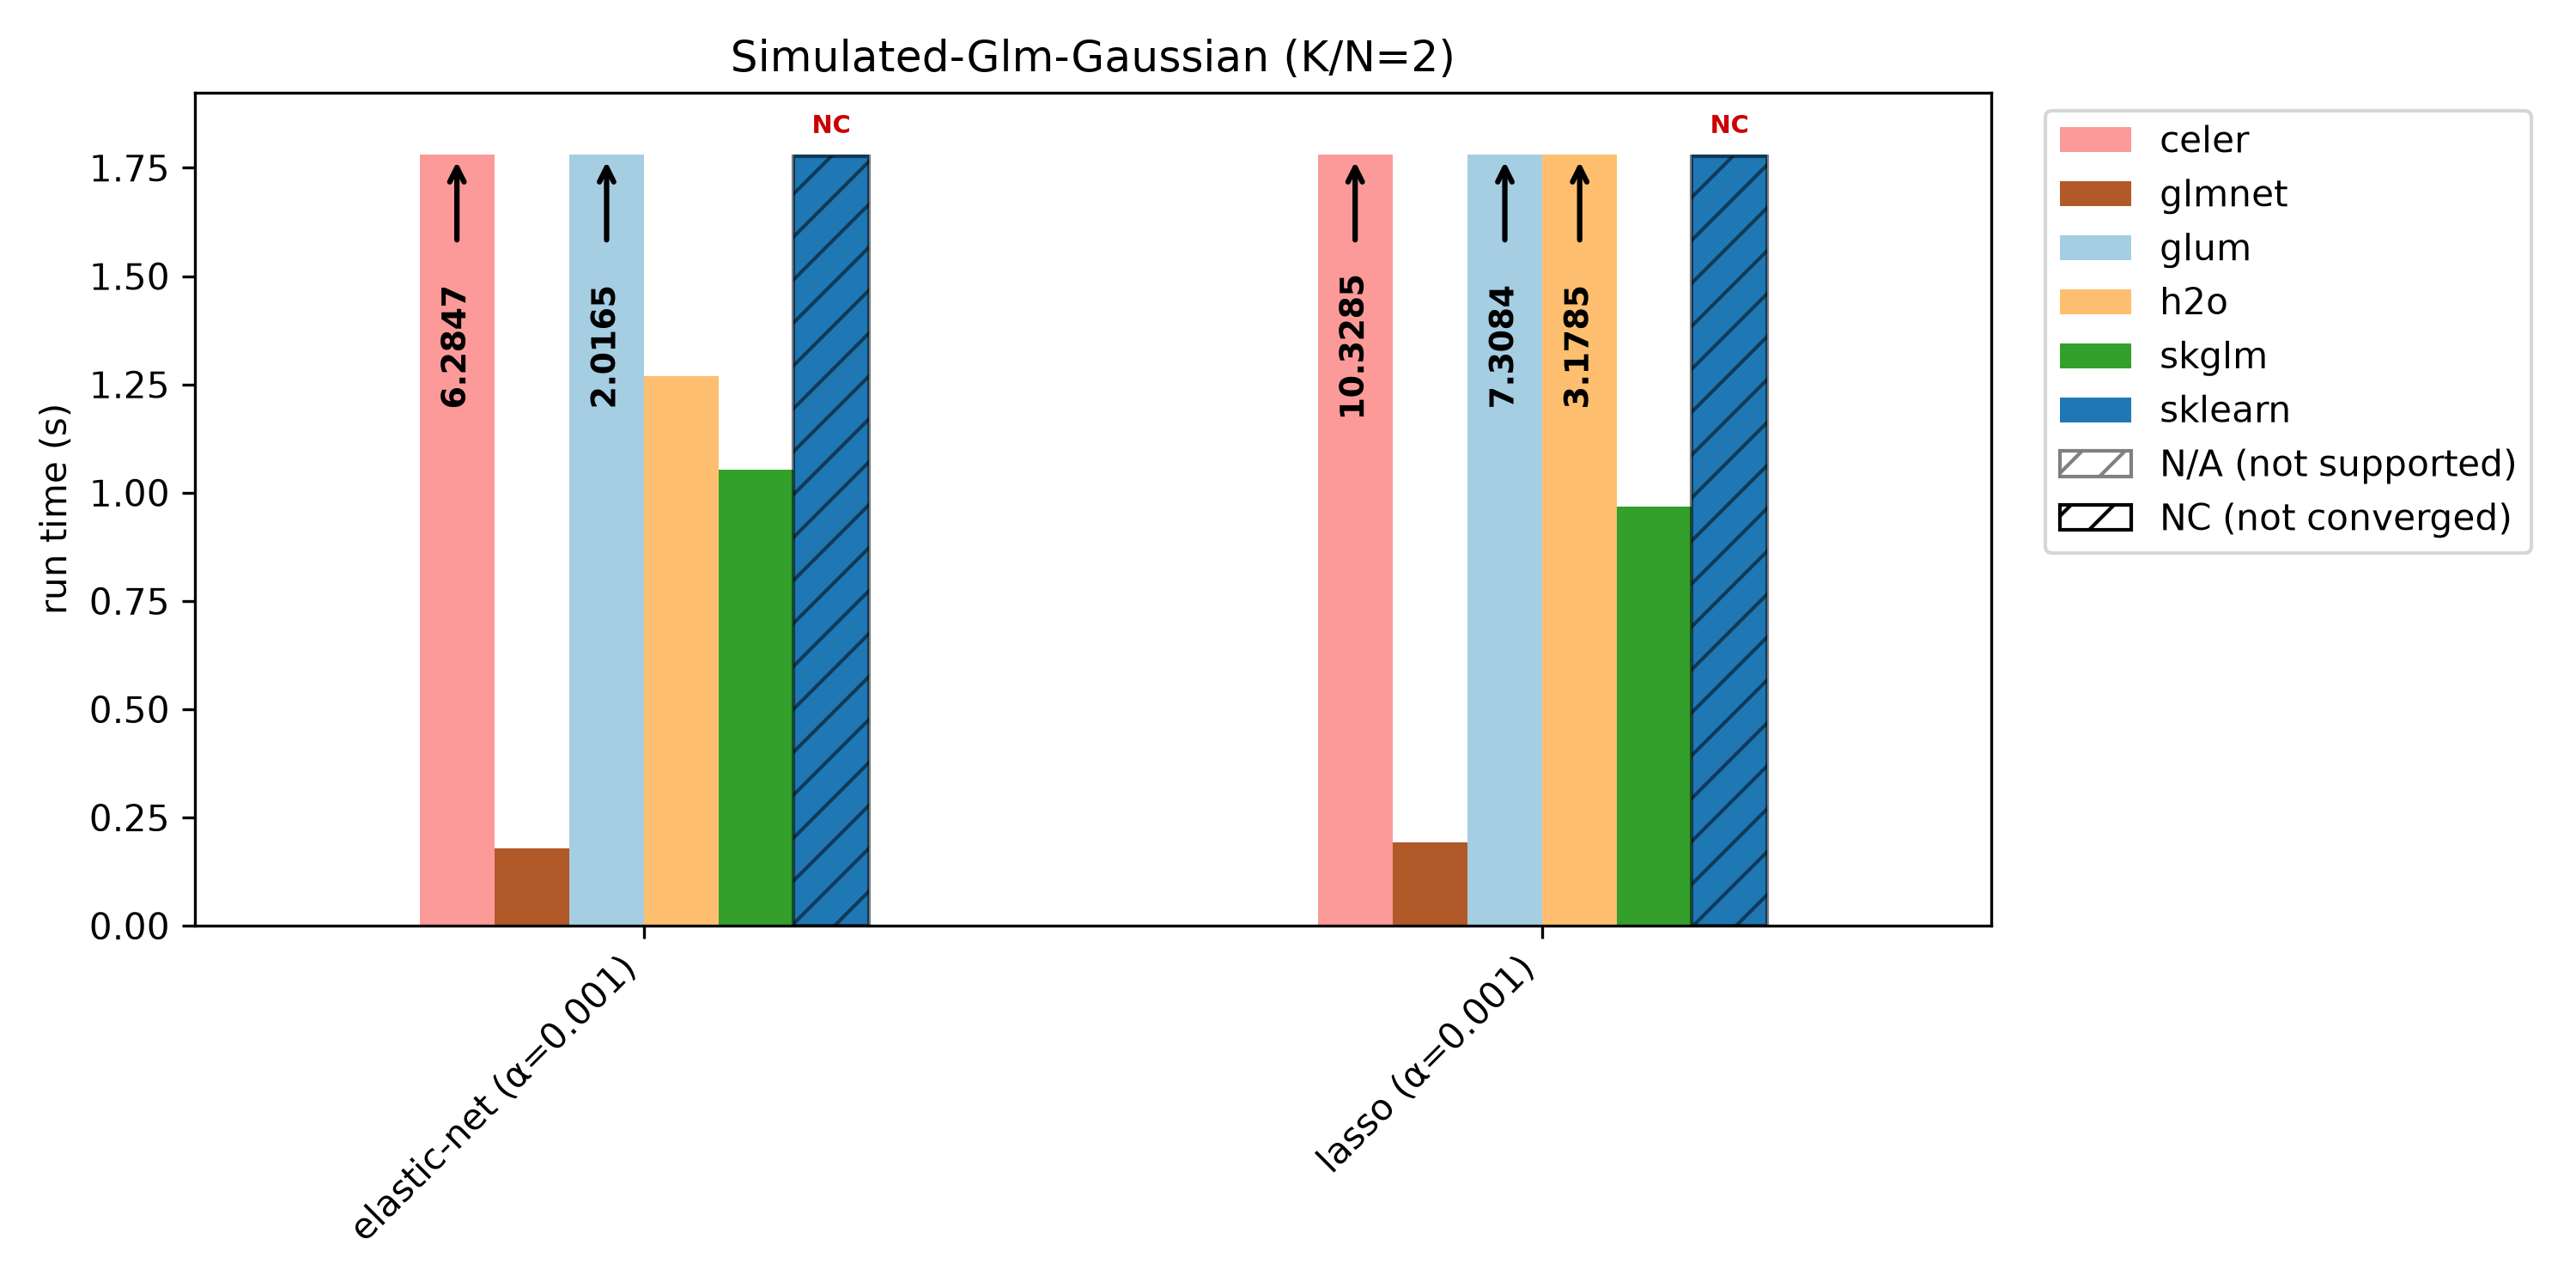 Simulated-Glm-Gaussian (K/N=2)
run time (s)
1.75
1.50
1.25
1.00
0.75
0.50
0.25
0.00
6.2847
2.0165
NC
10.3285
7.3084
3.1785
NC
elastic-net (α=0.001)
lasso (α=0.001)
celer
glmnet
glum
h2o
skglm
sklearn
N/A (not supported)
NC (not converged)